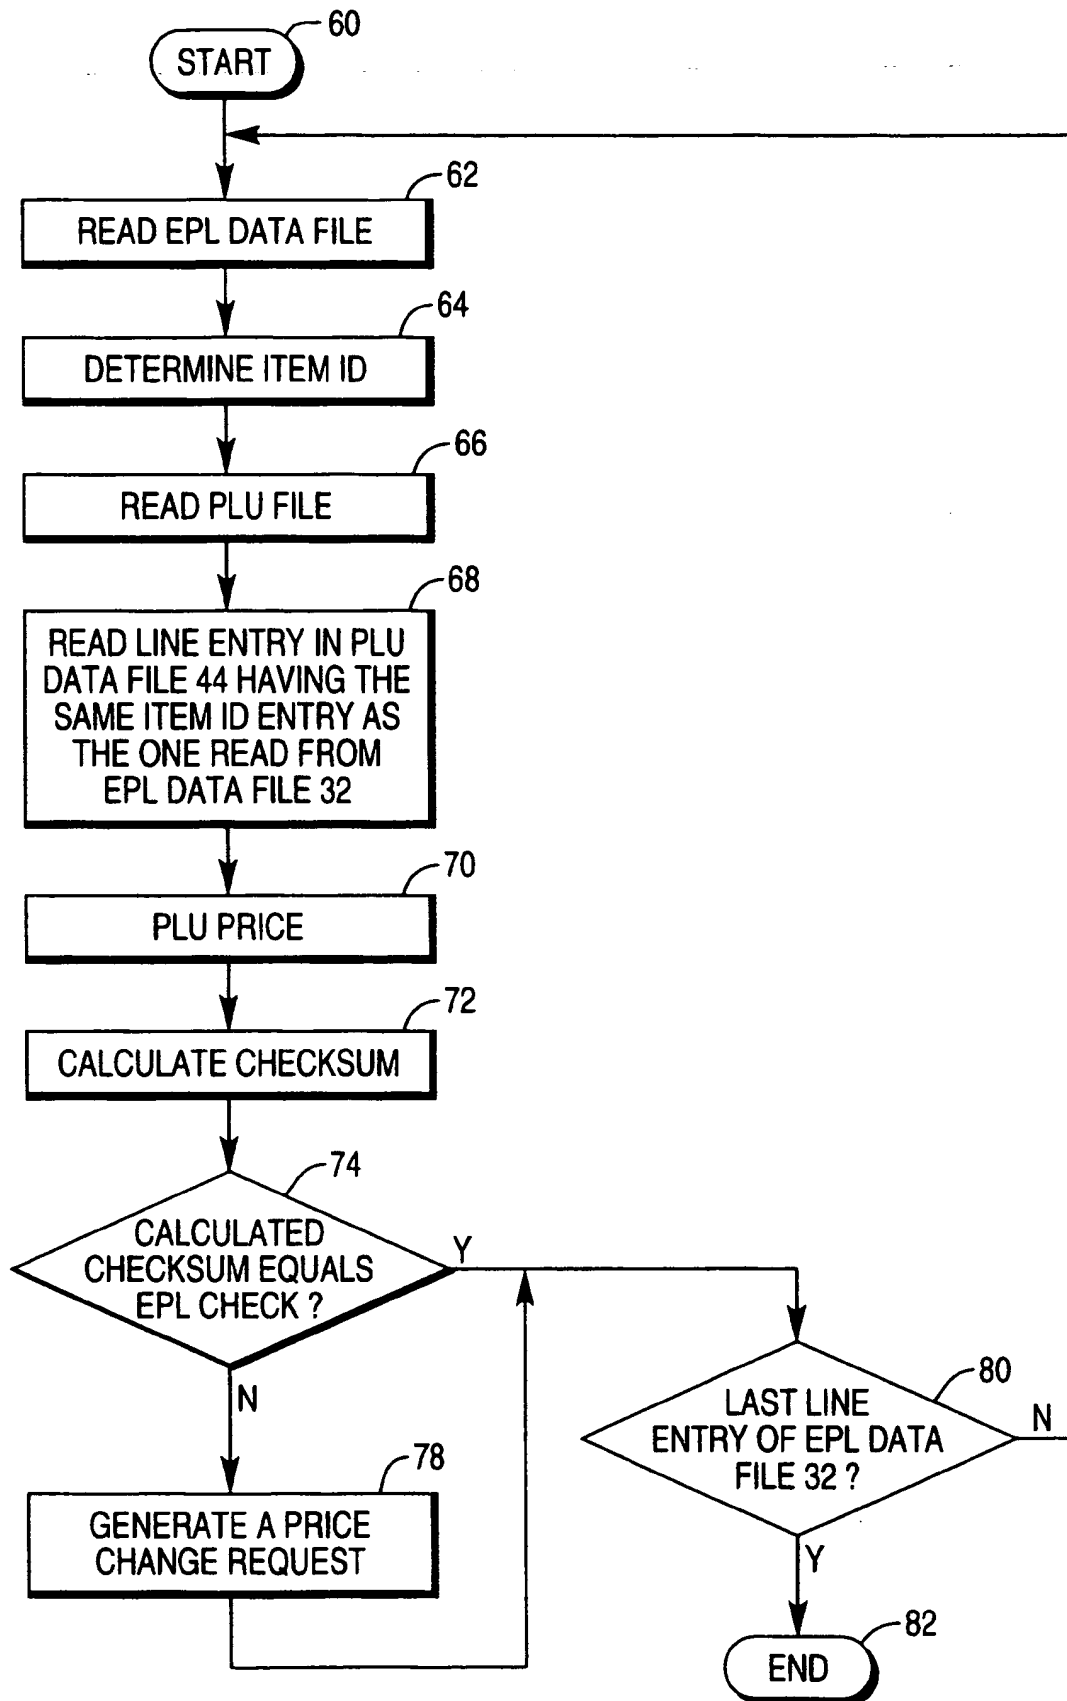 60
START
62
READ EPL DATA FILE
64
DETERMINE ITEM ID
66
READ PLU FILE
68
READ LINE ENTRY IN PLU
DATA FILE 44 HAVING THE
SAME ITEM ID ENTRY AS
THE ONE READ FROM
EPL DATA FILE 32
70
PLU PRICE
72
CALCULATE CHECKSUM
74
CALCULATED
CHECKSUM EQUALS
EPL CHECK ?
Y
N
78
GENERATE A PRICE
CHANGE REQUEST
80
LAST LINE
ENTRY OF EPL DATA
FILE 32 ?
N
Y
82
END